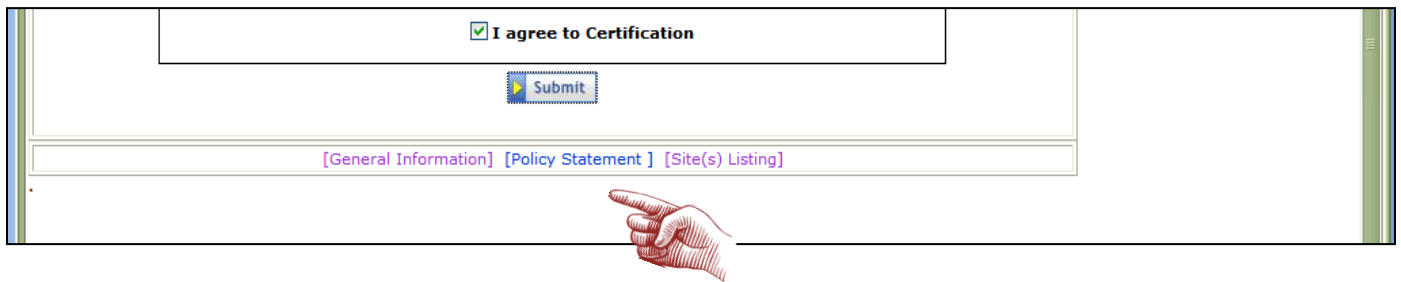 I agree to Certification
Submit
[General Information] [Policy Statement ] [Site(s) Listing]
.